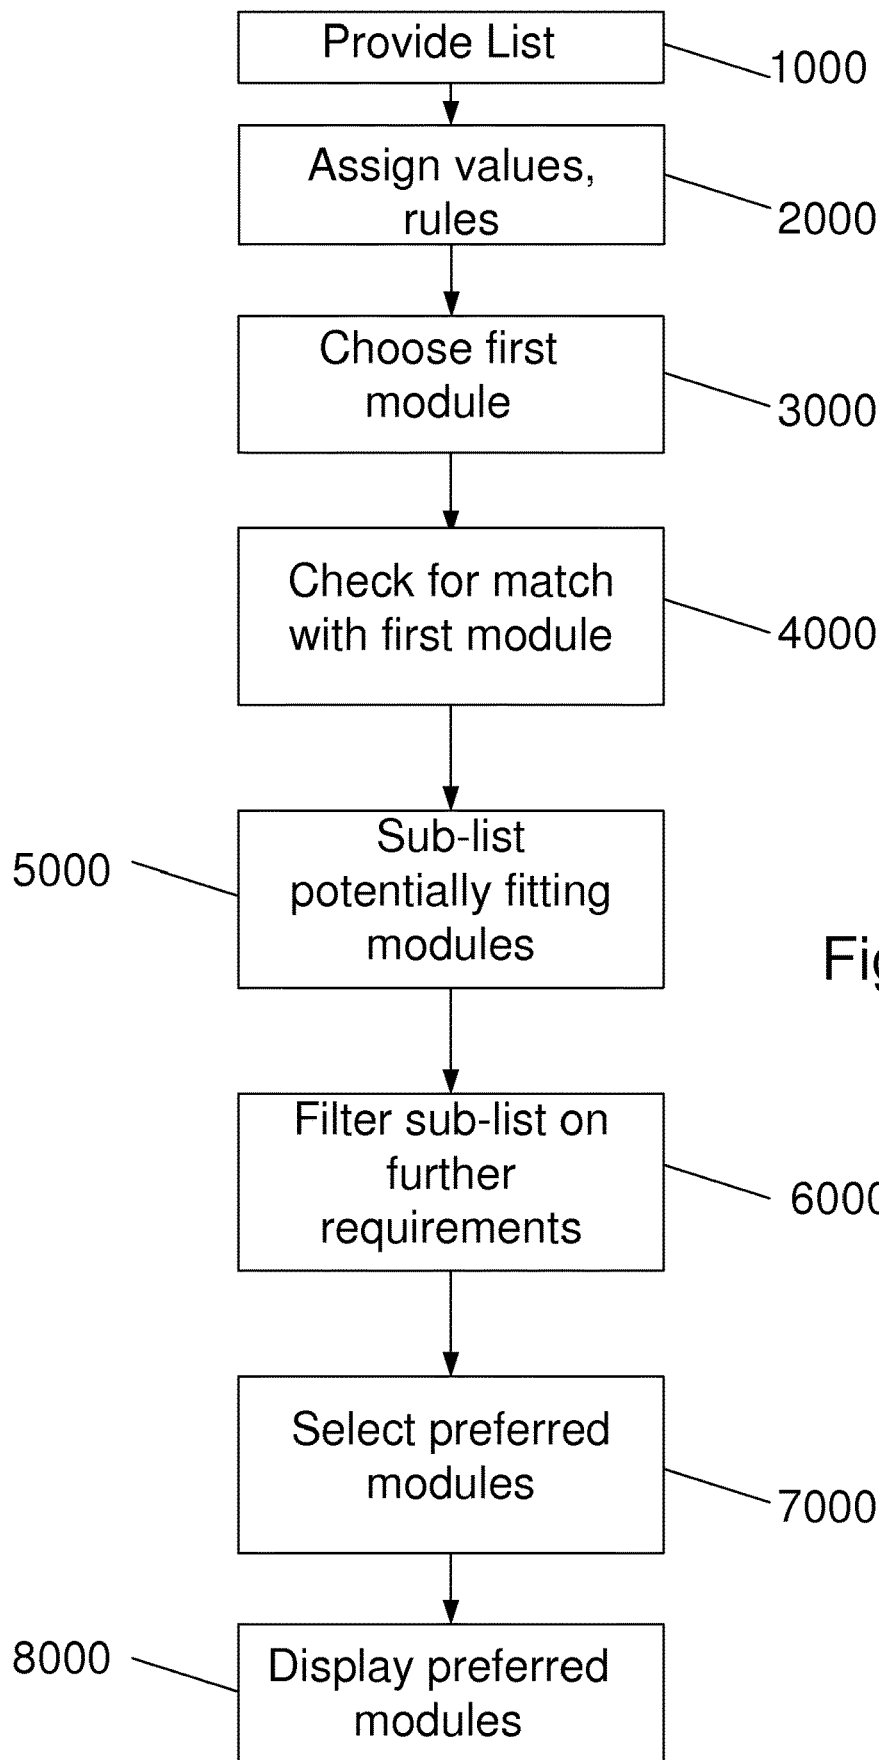 Provide List
1000
Assign values,
rules
2000
Choose first
module
3000
Check for match
with first module
4000
Sub-list
potentially fitting
modules
5000
Filter sub-list on
further
requirements
6000
Select preferred
modules
7000
Display preferred
modules
8000